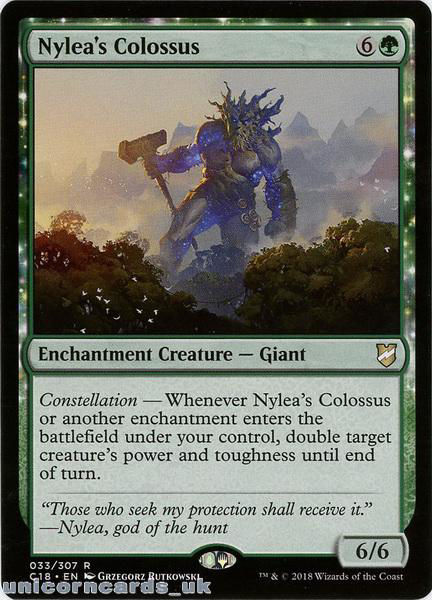 Nylea's Colossus 6
Enchantment Creature — Giant
Constellation — Whenever Nylea's Colossus
or another enchantment enters the
battlefield under your control, double target
creature's power and toughness until end
of turn.
"Those who seek my protection shall receive it."
—Nylea, god of the hunt
6/6
033/307 R
C18 • EN Grzegorz Rutkowski
™ & © 2018 Wizards of the Coast
unicorncards_uk